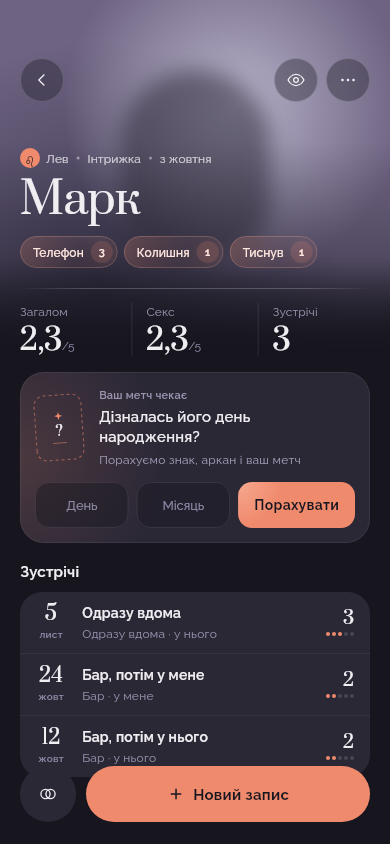 Лев • Інтрижка • з жовтня
Марк
Телефон 3 Колишня 1 Тиснув 1
Загалом Секс Зустрічі
2,3/5 2,3/5 3
Ваш метч чекає
Дізналась його день
народження?
Порахуємо знак, аркан і ваш метч
?
День Місяць Порахувати
Зустрічі
5 Одразу вдома 3
лист Одразу вдома · у нього
24 Бар, потім у мене 2
жовт Бар · у мене
12 Бар, потім у нього 2
жовт Бар · у нього
+ Новий запис